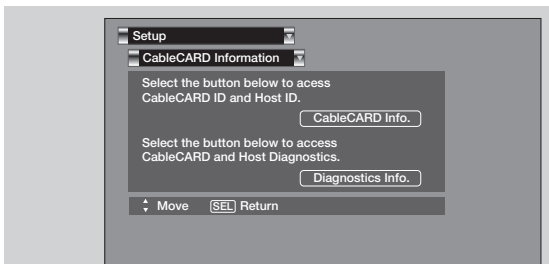 Setup
CableCARD Information
Select the button below to acess
CableCARD ID and Host ID.
CableCARD Info.
Select the button below to access
CableCARD and Host Diagnostics.
Diagnostics Info.
Move SEL Return